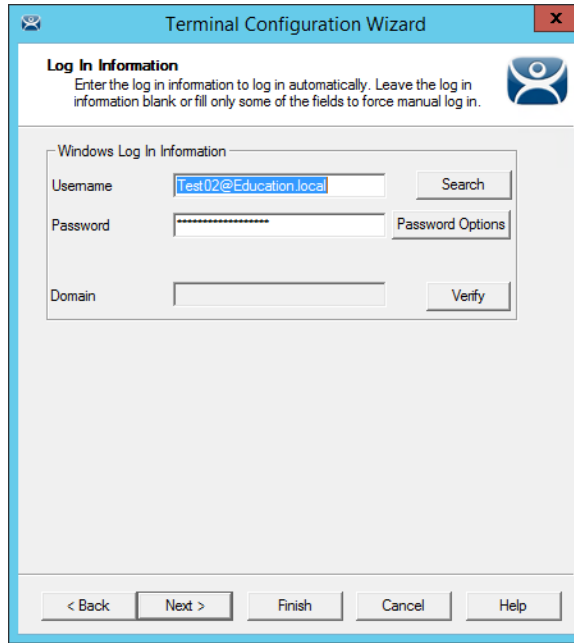 Terminal Configuration Wizard
x
Log In Information
Enter the log in information to log in automatically. Leave the log in
information blank or fill only some of the fields to force manual log in.
Windows Log In Information
Username
Test02@Education.local
Search
Password
******************
Password Options
Domain
Verify
< Back
Next >
Finish
Cancel
Help